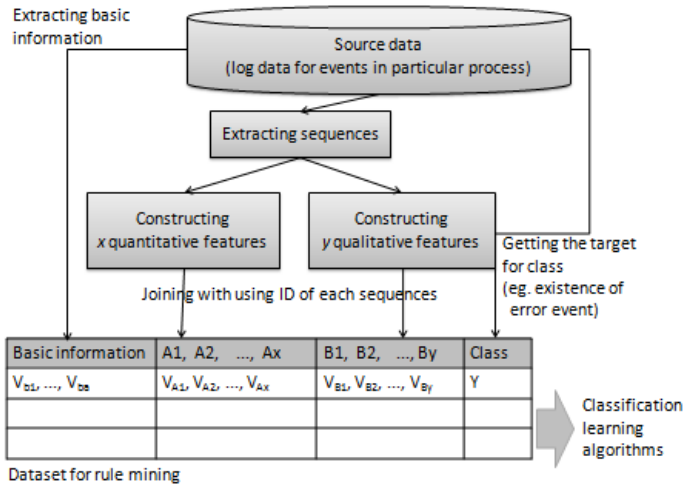 Extracting basic
information
Source data
(log data for events in particular process)
Extracting sequences
Constructing
x quantitative features
Constructing
y qualitative features
Getting the target
for class
(eg. existence of
error event)
Joining with using ID of each sequences
Basic information A1, A2, ..., Ax B1, B2, ..., By Class
Vb1, ..., Vba VA1, VA2, ..., VAx VB1, VB2, ..., VBy Y
Classification
learning
algorithms
Dataset for rule mining